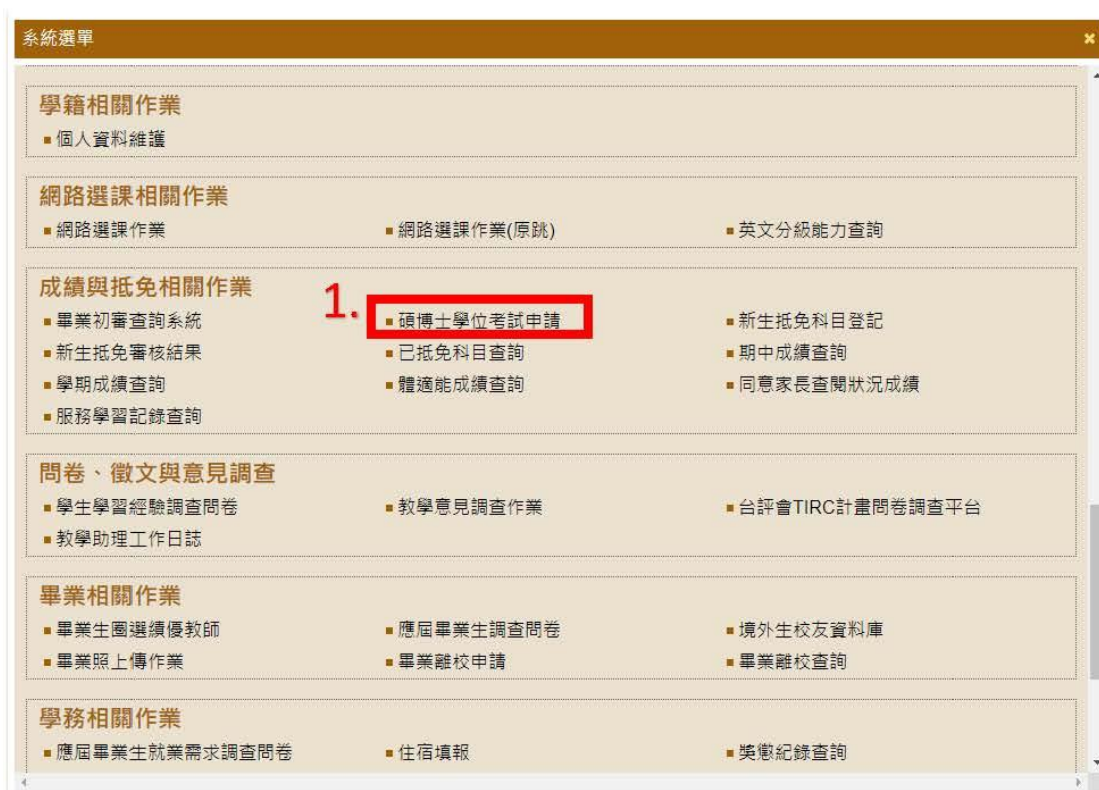 系統選單
學籍相關作業
個人資料維護
網路選課相關作業
網路選課作業 網路選課作業(原跳) 英文分級能力查詢
成績與抵免相關作業
1.
畢業初審查詢系統 碩博士學位考試申請 新生抵免科目登記
新生抵免審核結果 已抵免科目查詢 期中成績查詢
學期成績查詢 體適能成績查詢 同意家長查閱狀況成績
服務學習記錄查詢
問卷、徵文與意見調查
學生學習經驗調查問卷 教學意見調查作業 台評會TIRC計畫問卷調查平台
教學助理工作日誌
畢業相關作業
畢業生圈選績優教師 應屆畢業生調查問卷 境外生校友資料庫
畢業照上傳作業 畢業離校申請 畢業離校查詢
學務相關作業
應屆畢業生就業需求調查問卷 住宿填報 獎懲紀錄查詢